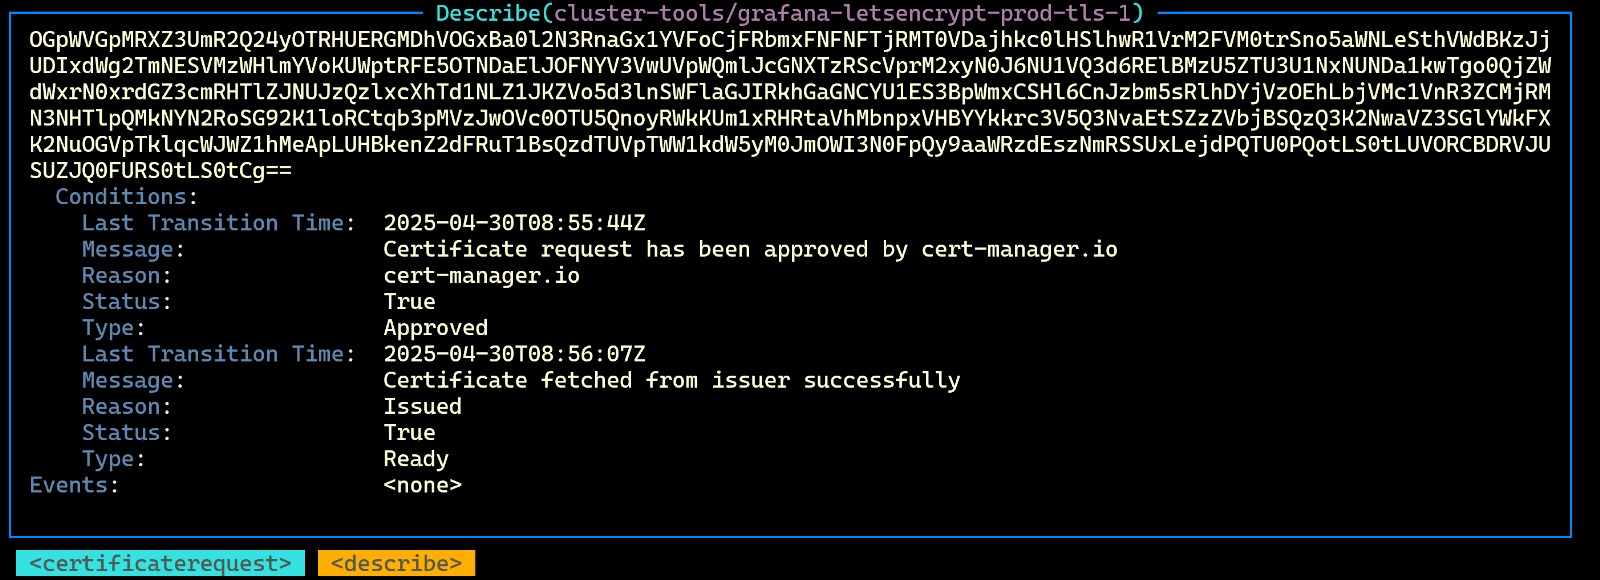 Describe(cluster-tools/grafana-letsencrypt-prod-tls-1)
OGpWVGpMRXZ3UmR2Q24yOTRHUERGMDhVOGxBa0l2N3RnaGx1YVFoCjFRbmxFNFNFTjRMT0VDajhkc0lHSlhwR1VrM2FVM0trSno5aWNLeSthVWdBKzJj
UDIxdWg2TmNESVMzWHlmYVoKUWptRFE5OTNDaElJOFNYV3VwUVpWQmlJcGNXTzRScVprM2xyN0J6NU1VQ3d6RElBMzU5ZTU3U1NxNUNDa1kwTgo0QjZW
dWxrN0xrdGZ3cmRHTlZJNUJzQzlxcXhTd1NLZ1JKZVo5d3lnSWFlaGJIRkhGaGNCYU1ES3BpWmxCSHl6CnJzbm5sRlhDYjVzOEhLbjVMc1VnR3ZCMjRM
N3NHTlpQMkNYN2RoSG92K1loRCtqb3pMVzJwOVc0OTU5QnoyRWkKUm1xRHRtaVhMbnpxVHBYYkkrc3V5Q3NvaEtSZzZVbjBSQzQ3K2NwaVZ3SGlYWkFX
K2NuOGVpTklqcWJWZ1hMeApLUHBkenZ2dFRuT1BsQzdTUVpTWW1kdW5yM0JmOWI3N0FpQy9aaWRzdEszNmRSSUxLejdPQTU0PQotLS0tLUVORCBDRVJU
SUZJQ0FURS0tLS0tCg==
Conditions:
Last Transition Time: 2025-04-30T08:55:44Z
Message: Certificate request has been approved by cert-manager.io
Reason: cert-manager.io
Status: True
Type: Approved
Last Transition Time: 2025-04-30T08:56:07Z
Message: Certificate fetched from issuer successfully
Reason: Issued
Status: True
Type: Ready
Events: <none>
<certificaterequest> <describe>